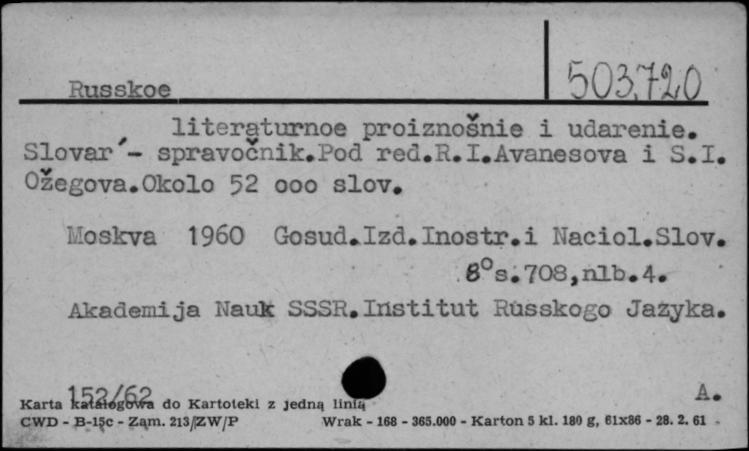 Russkoe
503,720
literaturnoe proiznošnie i udarenie.
Slovar´- spravočnik.Pod red.R.I.Avanesova i S.I.
Ožegova.Okolo 52 ooo slov.
Moskva 1960 Gosud.Izd.Inostr.i Naciol.Slov.
8°s.708,nlb.4.
Akademija Nauk SSSR.Institut Russkogo Jazyka.
152/62
A.
Karta katalogowa do Kartoteki z jedną linią
CWD - B-15c - Zam. 213/ZW/P Wrak - 168 - 365.000 - Karton 5 kl. 180 g, 61x86 - 28. 2. 61